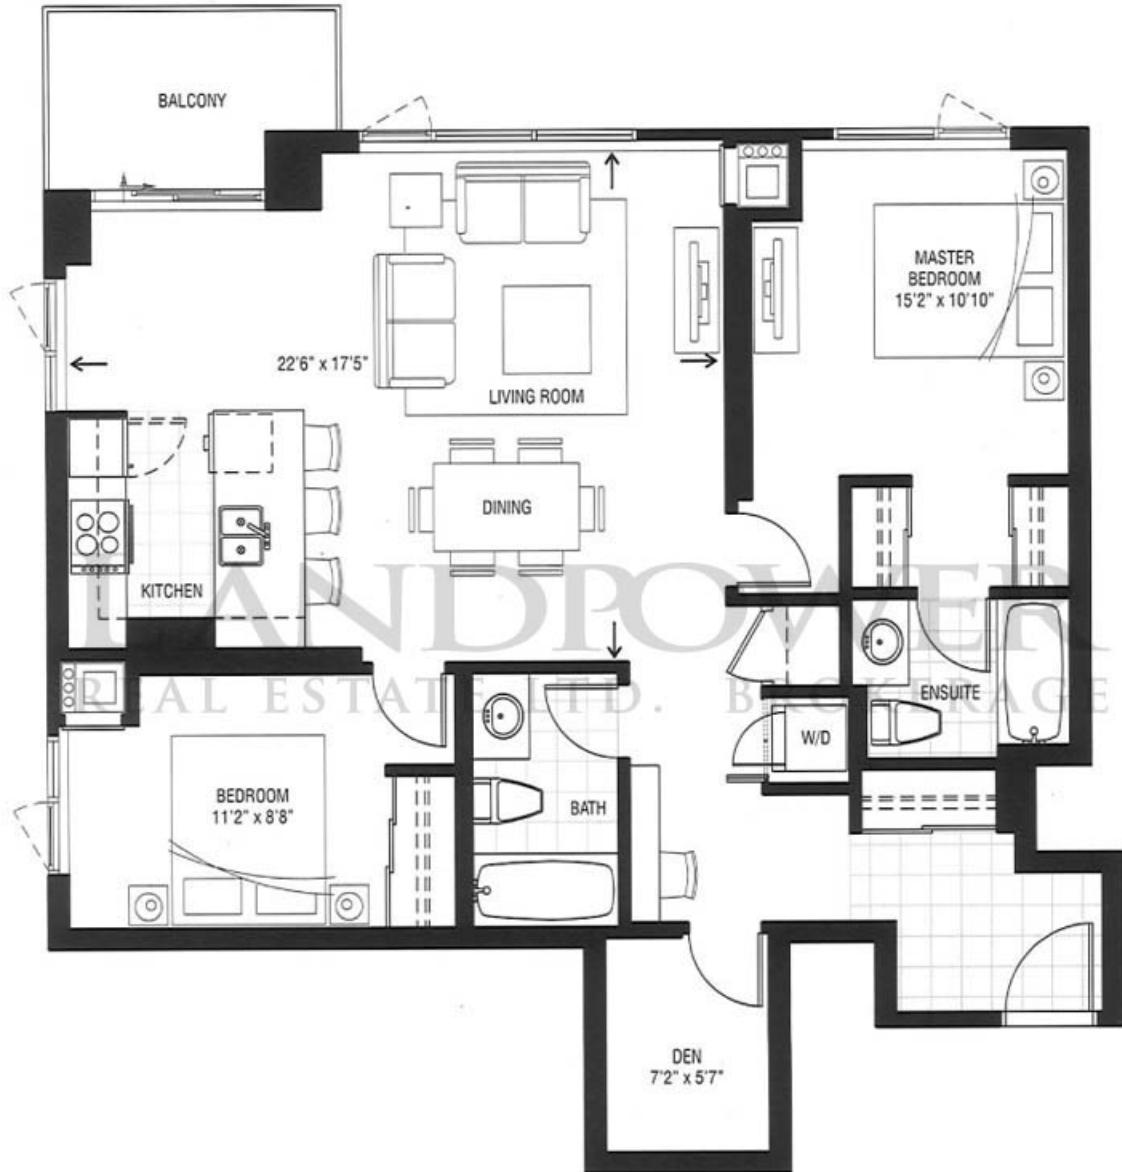 BALCONY
MASTER
BEDROOM
15'2" x 10'10"
22'6" x 17'5"
LIVING ROOM
DINING
KITCHEN
LANDPOWER
REAL ESTATE LTD. BROKERAGE
ENSUITE
W/D
BEDROOM
11'2" x 8'8"
BATH
DEN
7'2" x 5'7"